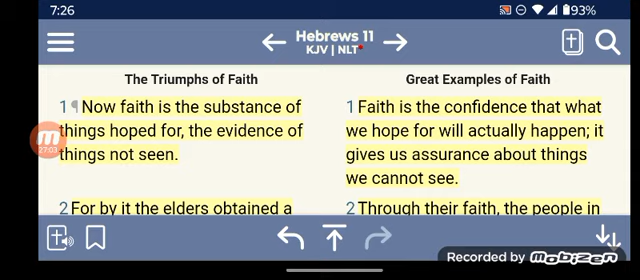 7:26
93%
Hebrews 11
KJV | NLT
The Triumphs of Faith
1 ¶ Now faith is the substance of
things hoped for, the evidence of
things not seen.
2 For by it the elders obtained a
Great Examples of Faith
1 Faith is the confidence that what
we hope for will actually happen; it
gives us assurance about things
we cannot see.
2 Through their faith, the people in
27:03
Recorded by Mobizen